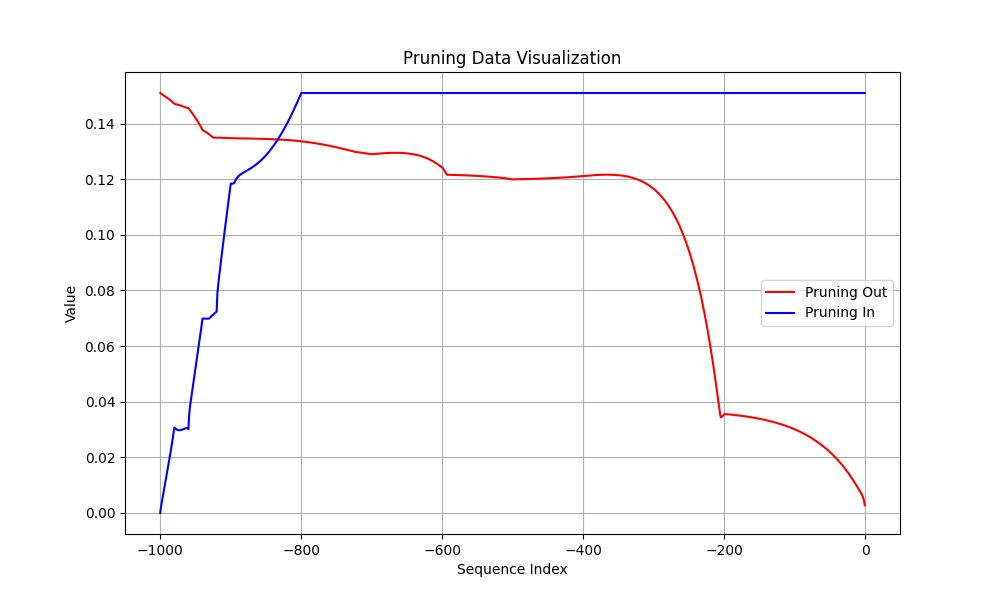 Pruning Data Visualization
Value
0.14
0.12
0.10
0.08
0.06
0.04
0.02
0.00
Pruning Out
Pruning In
−1000 −800 −600 −400 −200 0
Sequence Index